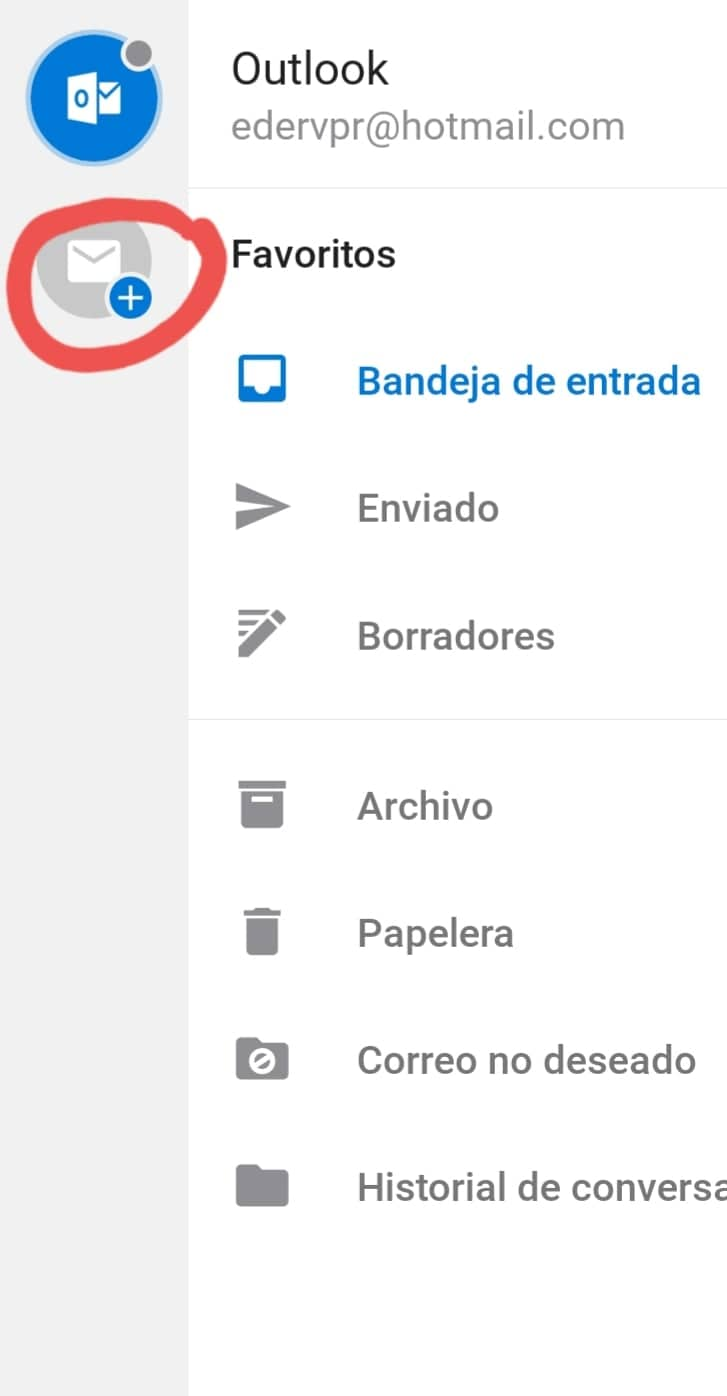 Outlook
edervpr@hotmail.com
Favoritos
Bandeja de entrada
Enviado
Borradores
Archivo
Papelera
Correo no deseado
Historial de conversa